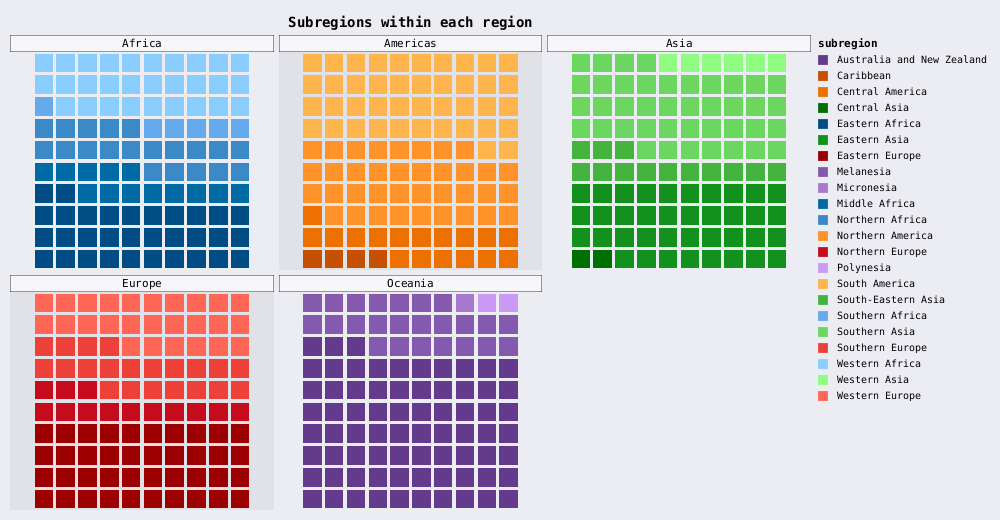 Subregions within each region
Africa
Americas
Asia
Europe
Oceania
subregion
Australia and New Zealand
Caribbean
Central America
Central Asia
Eastern Africa
Eastern Asia
Eastern Europe
Melanesia
Micronesia
Middle Africa
Northern Africa
Northern America
Northern Europe
Polynesia
South America
South-Eastern Asia
Southern Africa
Southern Asia
Southern Europe
Western Africa
Western Asia
Western Europe